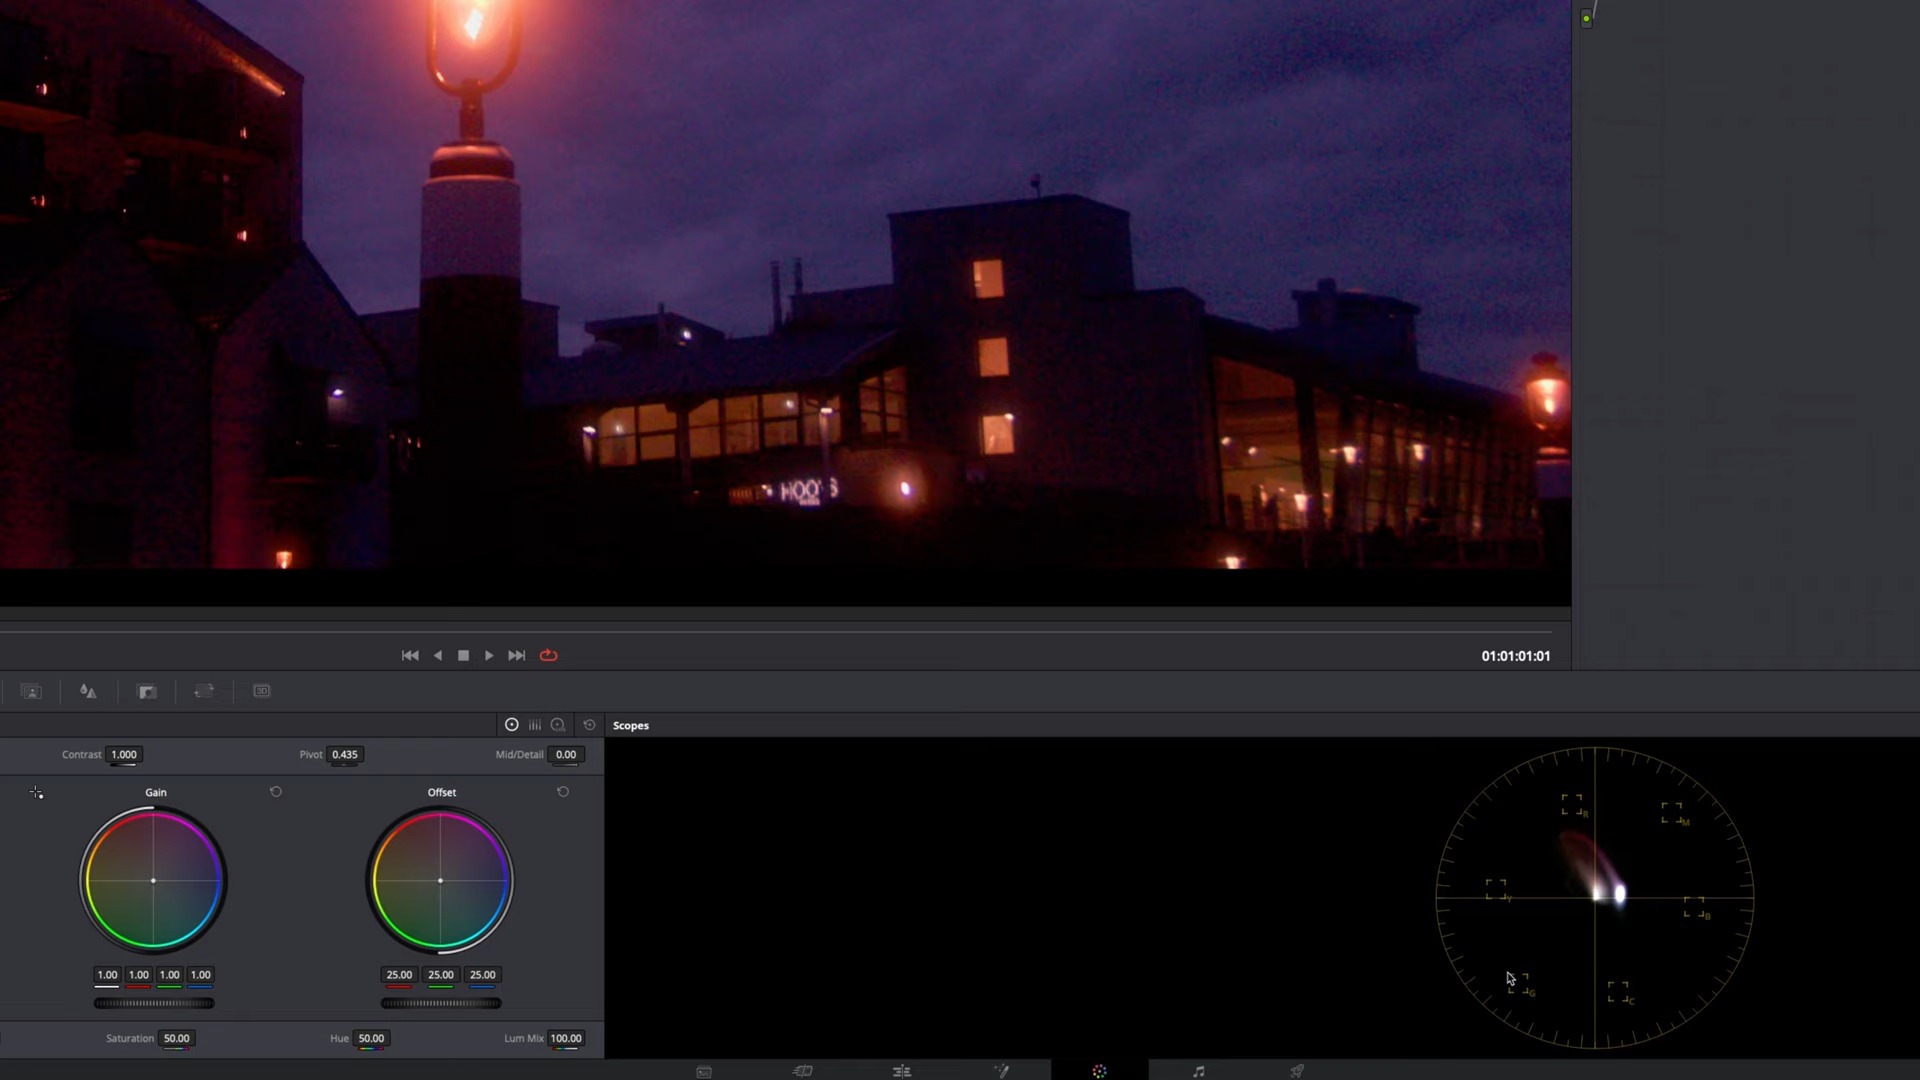 HOO'S
01:01:01:01
3D
Scopes
Contrast 1.000 Pivot 0.435 Mid/Detail 0.00
Gain Offset
1.00 1.00 1.00 1.00 25.00 25.00 25.00
Saturation 50.00 Hue 50.00 Lum Mix 100.00
R
M
Y
B
G
C